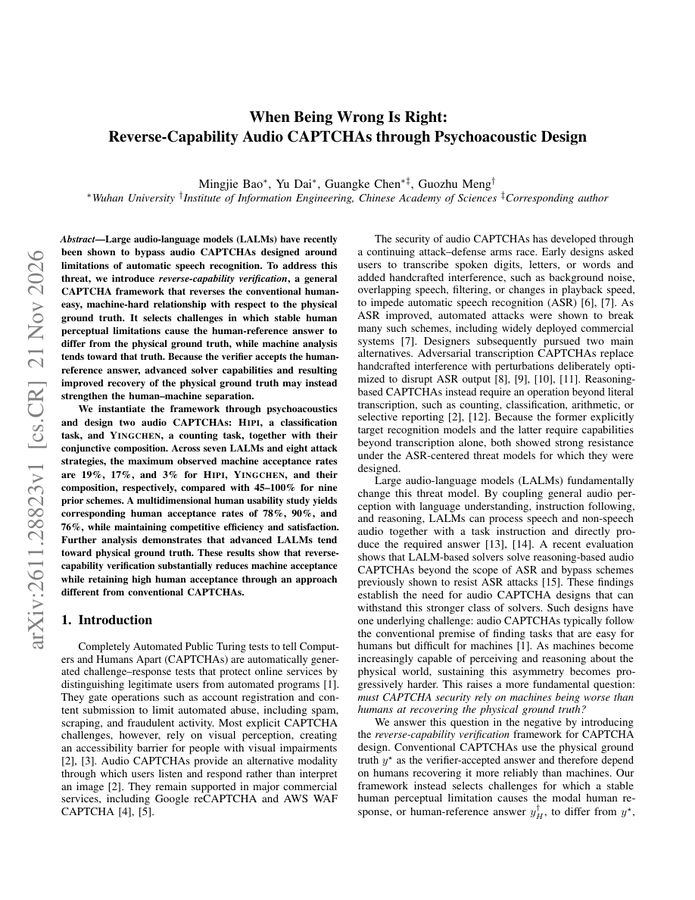 arXiv:2611.28823v1 [cs.CR] 21 Nov 2026
When Being Wrong Is Right:
Reverse-Capability Audio CAPTCHAs through Psychoacoustic Design
Mingjie Bao*, Yu Dai*, Guangke Chen*‡, Guozhu Meng†
*Wuhan University †Institute of Information Engineering, Chinese Academy of Sciences ‡Corresponding author
Abstract—Large audio-language models (LALMs) have recently
been shown to bypass audio CAPTCHAs designed around
limitations of automatic speech recognition. To address this
threat, we introduce reverse-capability verification, a general
CAPTCHA framework that reverses the conventional human-
easy, machine-hard relationship with respect to the physical
ground truth. It selects challenges in which stable human
perceptual limitations cause the human-reference answer to
differ from the physical ground truth, while machine analysis
tends toward that truth. Because the verifier accepts the human-
reference answer, advanced solver capabilities and resulting
improved recovery of the physical ground truth may instead
strengthen the human–machine separation.
We instantiate the framework through psychoacoustics
and design two audio CAPTCHAs: HIPI, a classification
task, and YINGCHEN, a counting task, together with their
conjunctive composition. Across seven LALMs and eight attack
strategies, the maximum observed machine acceptance rates
are 19%, 17%, and 3% for HIPI, YINGCHEN, and their
composition, respectively, compared with 45–100% for nine
prior schemes. A multidimensional human usability study yields
corresponding human acceptance rates of 78%, 90%, and
76%, while maintaining competitive efficiency and satisfaction.
Further analysis demonstrates that advanced LALMs tend
toward physical ground truth. These results show that reverse-
capability verification substantially reduces machine acceptance
while retaining high human acceptance through an approach
different from conventional CAPTCHAs.
1. Introduction
Completely Automated Public Turing tests to tell Comput-
ers and Humans Apart (CAPTCHAs) are automatically gener-
ated challenge–response tests that protect online services by
distinguishing legitimate users from automated programs [1].
They gate operations such as account registration and con-
tent submission to limit automated abuse, including spam,
scraping, and fraudulent activity. Most explicit CAPTCHA
challenges, however, rely on visual perception, creating
an accessibility barrier for people with visual impairments
[2], [3]. Audio CAPTCHAs provide an alternative modality
through which users listen and respond rather than interpret
an image [2]. They remain supported in major commercial
services, including Google reCAPTCHA and AWS WAF
CAPTCHA [4], [5].
The security of audio CAPTCHAs has developed through
a continuing attack–defense arms race. Early designs asked
users to transcribe spoken digits, letters, or words and
added handcrafted interference, such as background noise,
overlapping speech, filtering, or changes in playback speed,
to impede automatic speech recognition (ASR) [6], [7]. As
ASR improved, automated attacks were shown to break
many such schemes, including widely deployed commercial
systems [7]. Designers subsequently pursued two main
alternatives. Adversarial transcription CAPTCHAs replace
handcrafted interference with perturbations deliberately opti-
mized to disrupt ASR output [8], [9], [10], [11]. Reasoning-
based CAPTCHAs instead require an operation beyond literal
transcription, such as counting, classification, arithmetic, or
selective reporting [2], [12]. Because the former explicitly
target recognition models and the latter require capabilities
beyond transcription alone, both showed strong resistance
under the ASR-centered threat models for which they were
designed.
Large audio-language models (LALMs) fundamentally
change this threat model. By coupling general audio per-
ception with language understanding, instruction following,
and reasoning, LALMs can process speech and non-speech
audio together with a task instruction and directly pro-
duce the required answer [13], [14]. A recent evaluation
shows that LALM-based solvers solve reasoning-based audio
CAPTCHAs beyond the scope of ASR and bypass schemes
previously shown to resist ASR attacks [15]. These findings
establish the need for audio CAPTCHA designs that can
withstand this stronger class of solvers. Such designs have
one underlying challenge: audio CAPTCHAs typically follow
the conventional premise of finding tasks that are easy for
humans but difficult for machines [1]. As machines become
increasingly capable of perceiving and reasoning about the
physical world, sustaining this asymmetry becomes pro-
gressively harder. This raises a more fundamental question:
must CAPTCHA security rely on machines being worse than
humans at recovering the physical ground truth?
We answer this question in the negative by introducing
the reverse-capability verification framework for CAPTCHA
design. Conventional CAPTCHAs use the physical ground
truth y⋆ as the verifier-accepted answer and therefore depend
on humans recovering it more reliably than machines. Our
framework instead selects challenges for which a stable
human perceptual limitation causes the modal human re-
sponse, or human-reference answer y†H, to differ from y⋆,